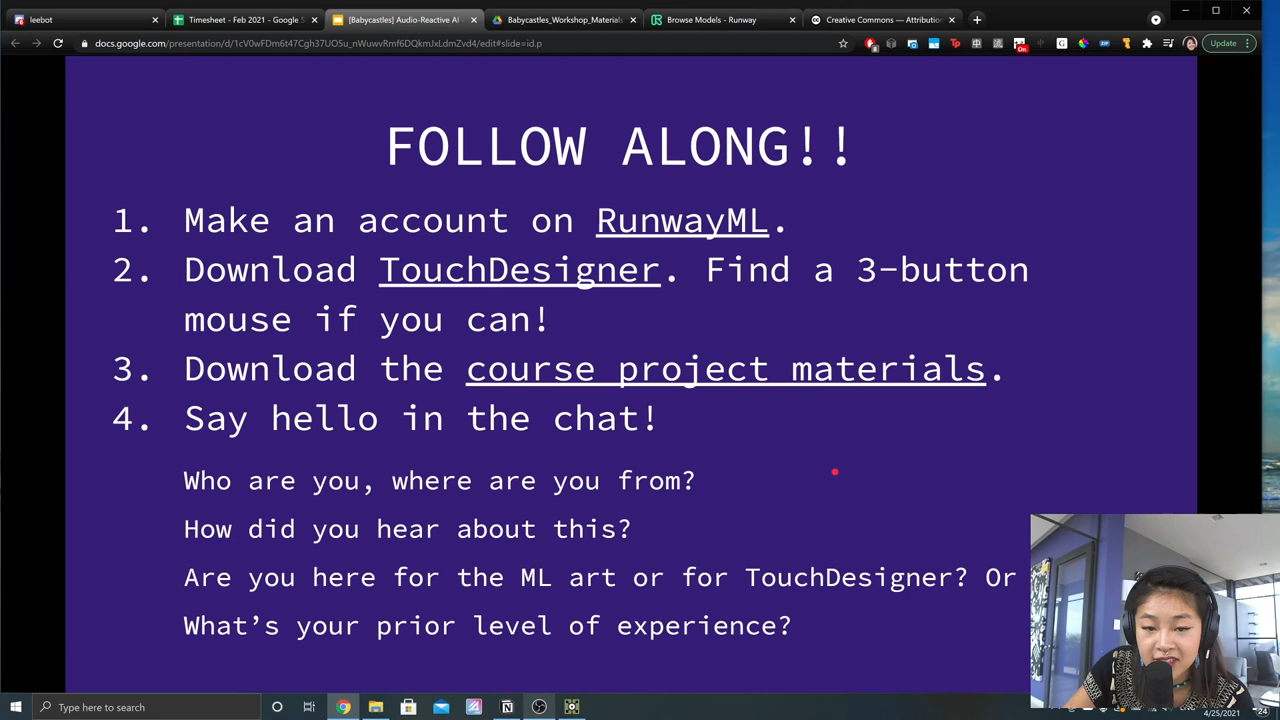 leebot
Timesheet - Feb 2021 - Google S
[Babycastles] Audio-Reactive AI
Babycastles_Workshop_Materials
Browse Models - Runway
Creative Commons — Attribution
docs.google.com/presentation/d/1cV0wFDm6t47Cgh37UO5u_nWuwvRmf6DQkmJxLdmZvd4/edit#slide=id.p
Update
FOLLOW ALONG!!
1. Make an account on RunwayML.
2. Download TouchDesigner. Find a 3-button
mouse if you can!
3. Download the course project materials.
4. Say hello in the chat!
Who are you, where are you from?
How did you hear about this?
Are you here for the ML art or for TouchDesigner? Or
What’s your prior level of experience?
Type here to search
4/25/2021
24